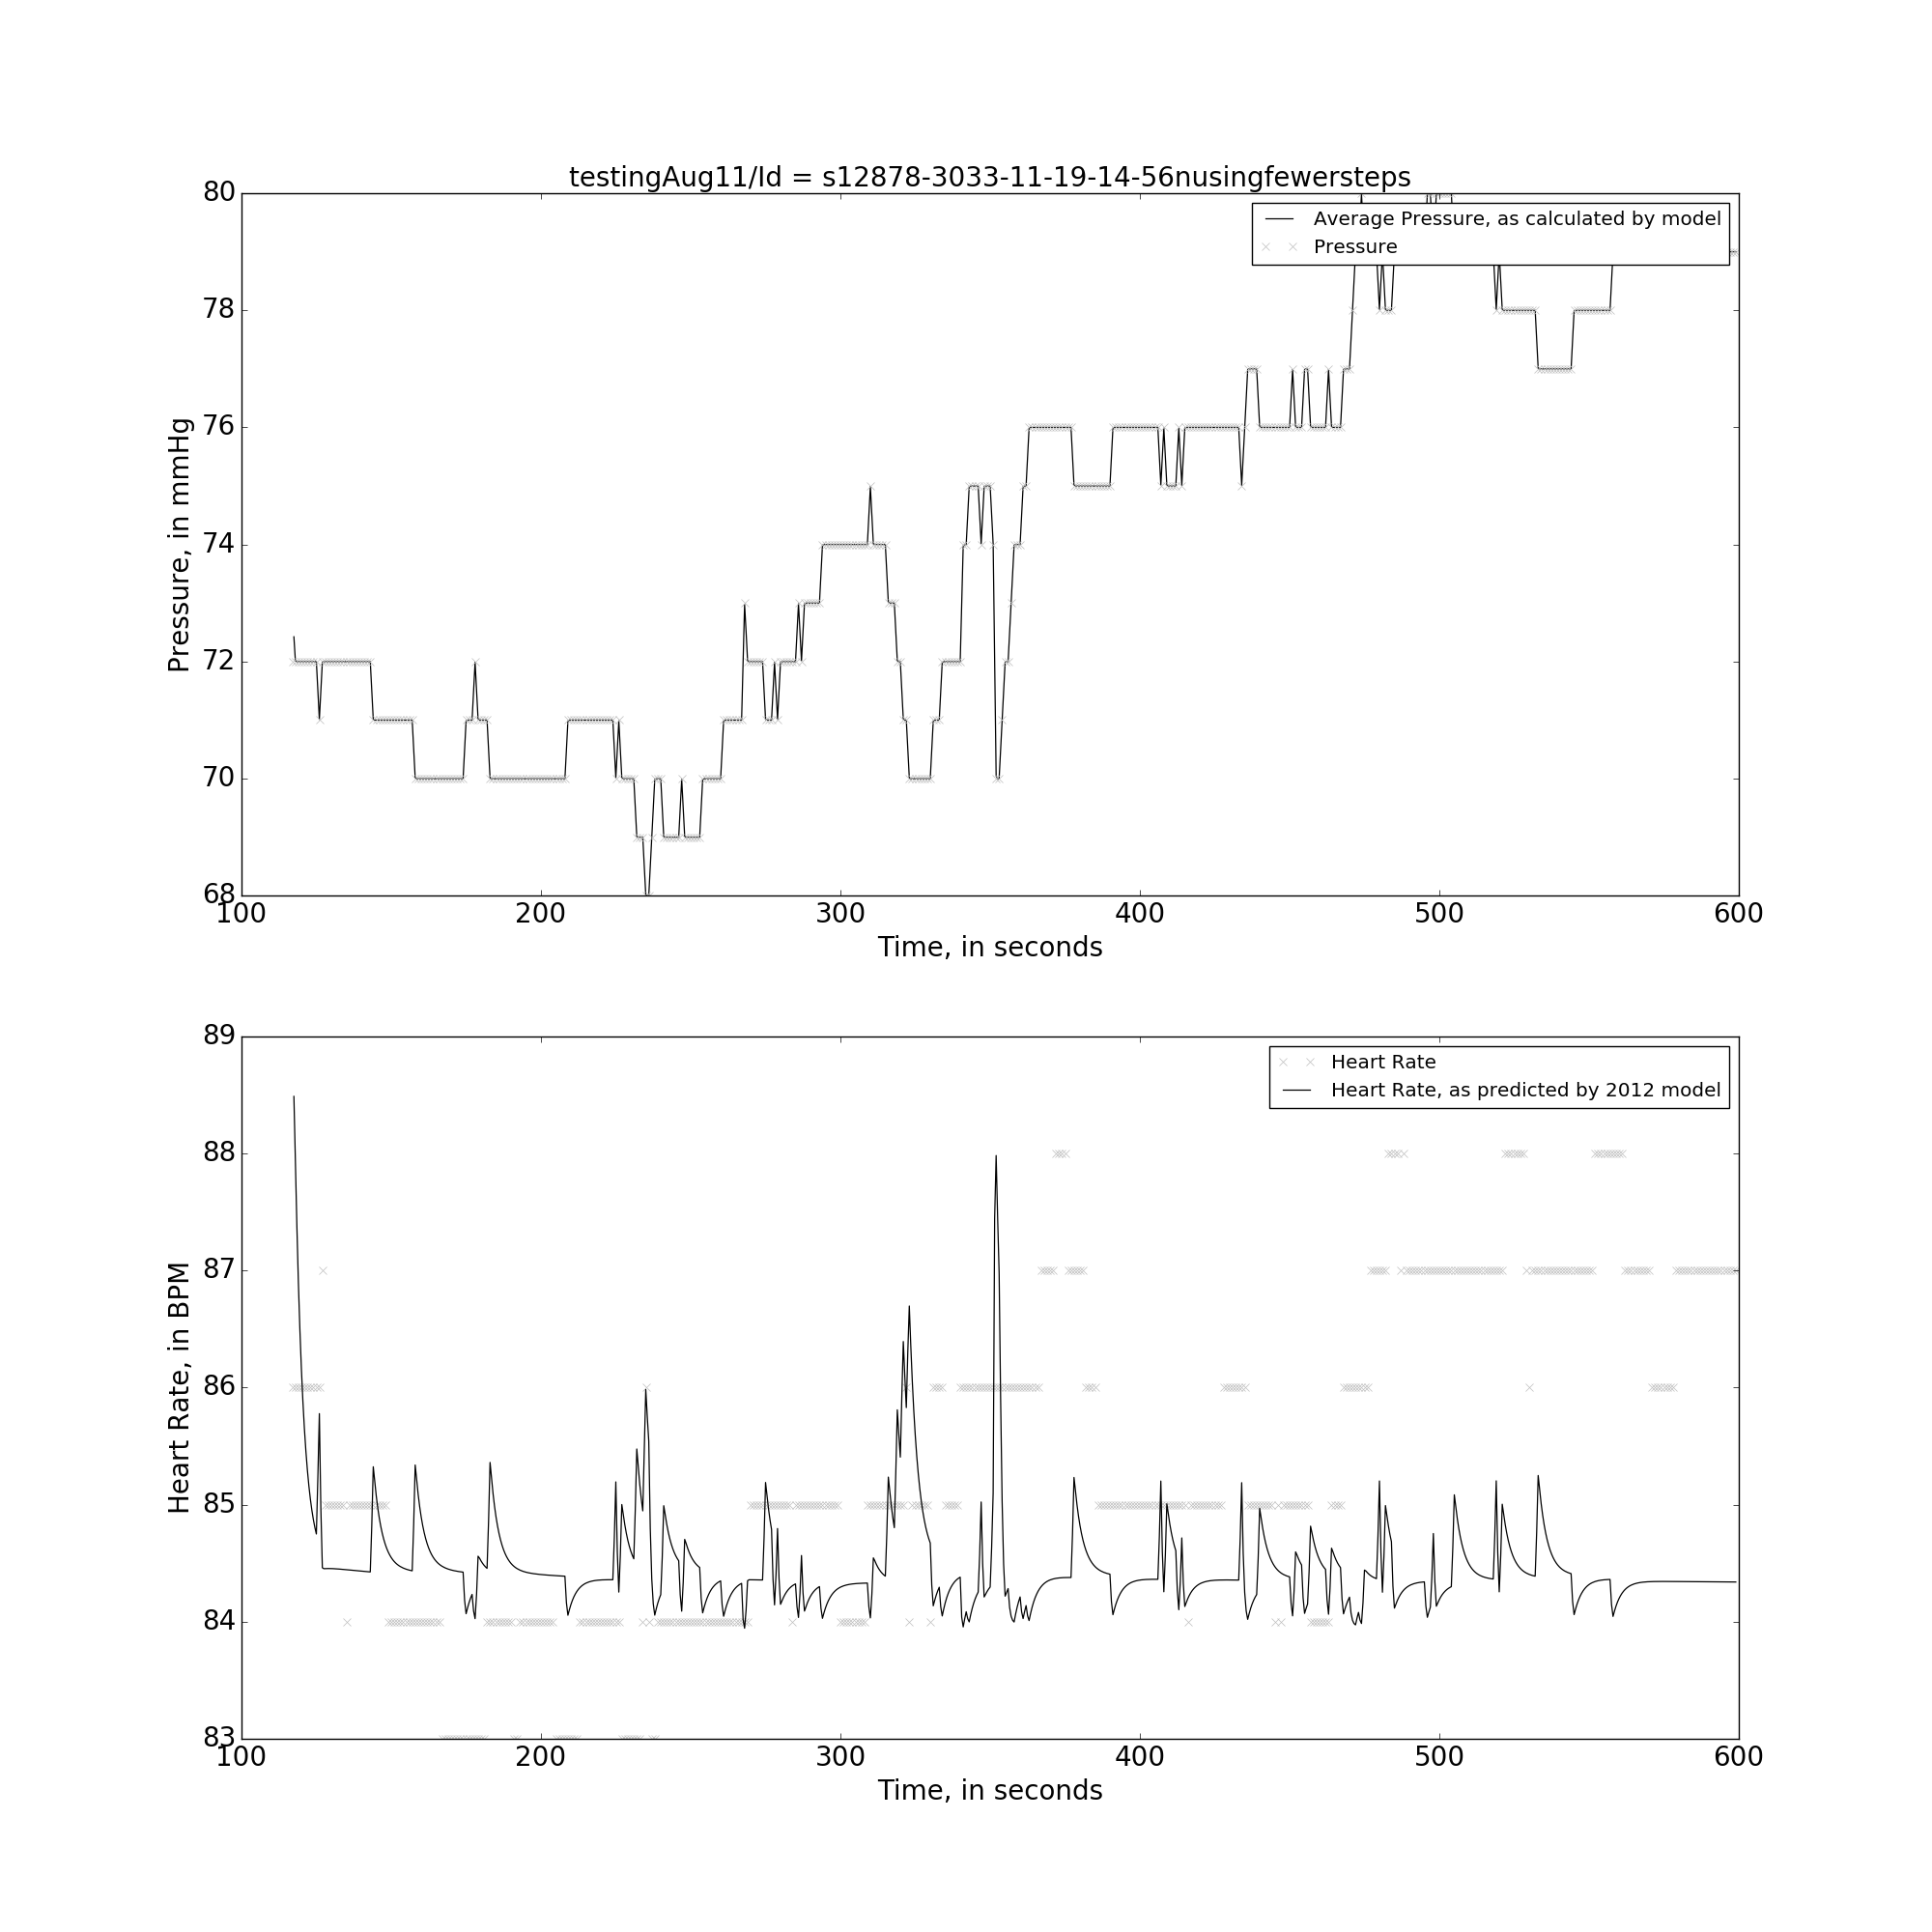 testingAug11/Id = s12878-3033-11-19-14-56nusingfewersteps
80
78
76
74
72
70
68
Pressure, in mmHg
Average Pressure, as calculated by model
Pressure
100 200 300 400 500 600
Time, in seconds
89
88
87
86
85
84
83
Heart Rate, in BPM
Heart Rate
Heart Rate, as predicted by 2012 model
100 200 300 400 500 600
Time, in seconds